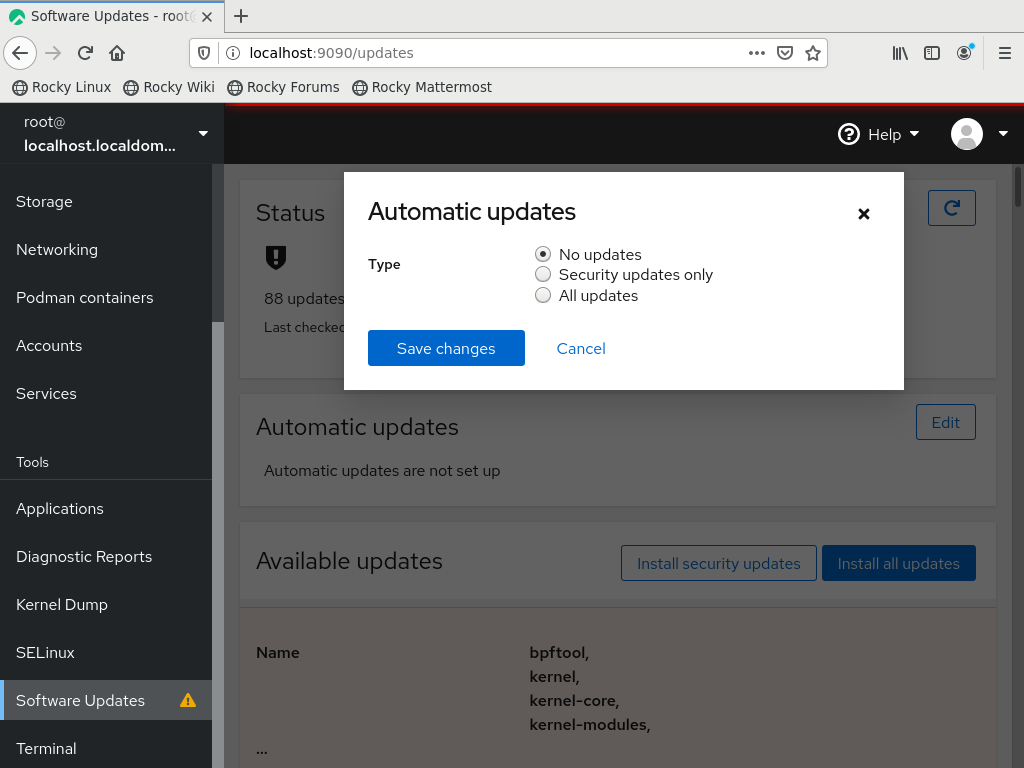 Software Updates - root@
localhost:9090/updates
Rocky Linux
Rocky Wiki
Rocky Forums
Rocky Mattermost
root@
localhost.localdom...
Help
Storage
Networking
Podman containers
Accounts
Services
Tools
Applications
Diagnostic Reports
Kernel Dump
SELinux
Software Updates
Terminal
Status
88 updates
Last checked
Automatic updates
Type
No updates
Security updates only
All updates
Save changes
Cancel
Automatic updates
Edit
Automatic updates are not set up
Available updates
Install security updates
Install all updates
Name
bpftool,
kernel,
kernel-core,
kernel-modules,
...